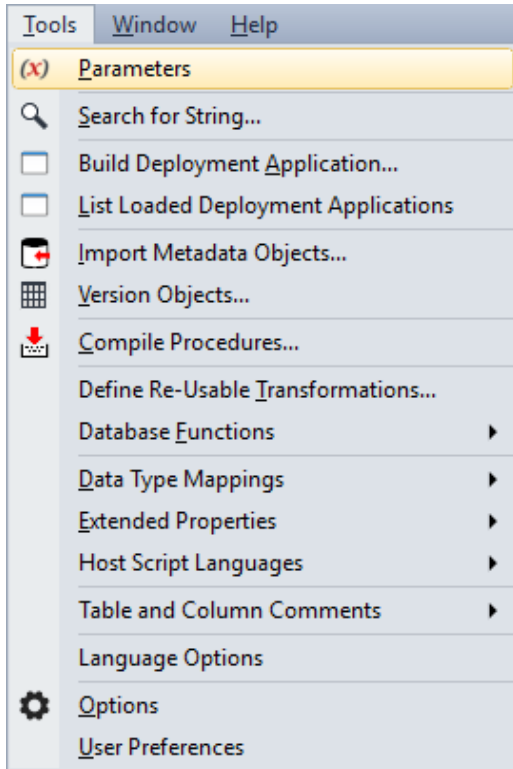 Tools Window Help
(x) Parameters
Search for String...
Build Deployment Application...
List Loaded Deployment Applications
Import Metadata Objects...
Version Objects...
Compile Procedures...
Define Re-Usable Transformations...
Database Functions
Data Type Mappings
Extended Properties
Host Script Languages
Table and Column Comments
Language Options
Options
User Preferences